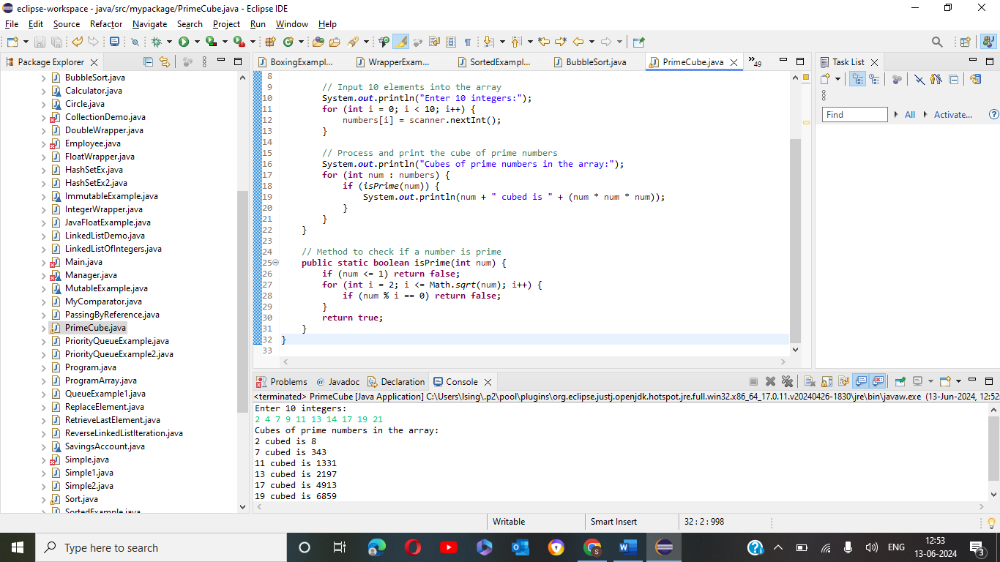 eclipse-workspace - java/src/mypackage/PrimeCube.java - Eclipse IDE
File Edit Source Refactor Navigate Search Project Run Window Help
Package Explorer
BubbleSort.java
Calculator.java
Circle.java
CollectionDemo.java
DoubleWrapper.java
Employee.java
FloatWrapper.java
HashSetEx.java
HashSetEx2.java
ImmutableExample.java
IntegerWrapper.java
JavaFloatExample.java
LinkedListDemo.java
LinkedListOfIntegers.java
Main.java
Manager.java
MutableExample.java
MyComparator.java
PassingByReference.java
PrimeCube.java
PriorityQueueExample.java
PriorityQueueExample2.java
Program.java
ProgramArray.java
QueueExample1.java
ReplaceElement.java
RetrieveLastElement.java
ReverseLinkedListIteration.java
SavingsAccount.java
Simple.java
Simple1.java
Simple2.java
Sort.java
SortedExample.java
BoxingExampl... WrapperExam... SortedExampl... BubbleSort.java PrimeCube.java »49
8
9 // Input 10 elements into the array
10 System.out.println("Enter 10 integers:");
11 for (int i = 0; i < 10; i++) {
12 numbers[i] = scanner.nextInt();
13 }
14
15 // Process and print the cube of prime numbers
16 System.out.println("Cubes of prime numbers in the array:");
17 for (int num : numbers) {
18 if (isPrime(num)) {
19 System.out.println(num + " cubed is " + (num * num * num));
20 }
21 }
22 }
23
24 // Method to check if a number is prime
25 public static boolean isPrime(int num) {
26 if (num <= 1) return false;
27 for (int i = 2; i <= Math.sqrt(num); i++) {
28 if (num % i == 0) return false;
29 }
30 return true;
31 }
32 }
33
Task List
Find All Activate...
Problems @ Javadoc Declaration Console
<terminated> PrimeCube [Java Application] C:\Users\lsing\.p2\pool\plugins\org.eclipse.justj.openjdk.hotspot.jre.full.win32.x86_64_17.0.11.v20240426-1830\jre\bin\javaw.exe (13-Jun-2024, 12:52:
Enter 10 integers:
2 4 7 9 11 13 14 17 19 21
Cubes of prime numbers in the array:
2 cubed is 8
7 cubed is 343
11 cubed is 1331
13 cubed is 2197
17 cubed is 4913
19 cubed is 6859
Writable Smart Insert 32 : 2 : 998
Type here to search
ENG
12:53
13-06-2024
3